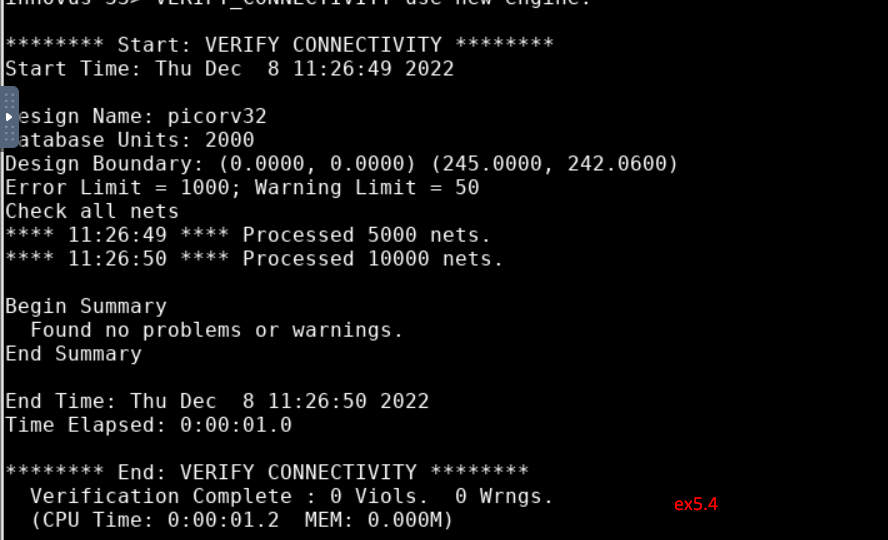 innovus 33> VERIFY_CONNECTIVITY use new engine.
******** Start: VERIFY CONNECTIVITY ********
Start Time: Thu Dec  8 11:26:49 2022
esign Name: picorv32
atabase Units: 2000
Design Boundary: (0.0000, 0.0000) (245.0000, 242.0600)
Error Limit = 1000; Warning Limit = 50
Check all nets
**** 11:26:49 **** Processed 5000 nets.
**** 11:26:50 **** Processed 10000 nets.
Begin Summary
  Found no problems or warnings.
End Summary
End Time: Thu Dec  8 11:26:50 2022
Time Elapsed: 0:00:01.0
******** End: VERIFY CONNECTIVITY ********
  Verification Complete : 0 Viols.  0 Wrngs.
  (CPU Time: 0:00:01.2  MEM: 0.000M)
ex5.4